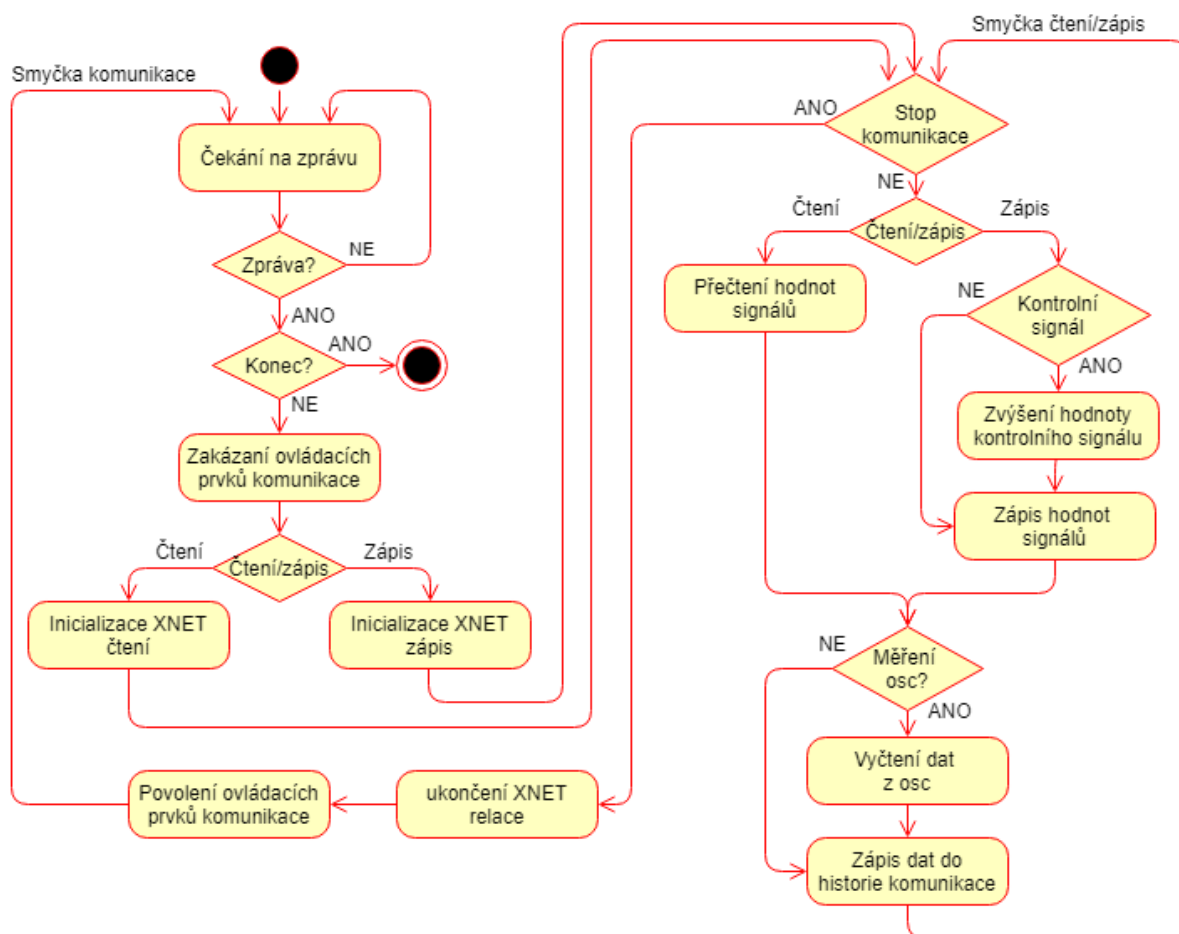 Smyčka komunikace
Čekání na zprávu
Zpráva?
NE
ANO
Konec?
ANO
NE
Zakázaní ovládacích
prvků komunikace
Čtení
Čtení/zápis
Zápis
Inicializace XNET
čtení
Inicializace XNET
zápis
Povolení ovládacích
prvků komunikace
ukončení XNET
relace
Smyčka čtení/zápis
ANO
Stop
komunikace
NE
Čtení
Čtení/zápis
Zápis
Přečtení hodnot
signálů
NE
Kontrolní
signál
ANO
Zvýšení hodnoty
kontrolního signálu
Zápis hodnot
signálů
NE
Měření
osc?
ANO
Vyčtení dat
z osc
Zápis dat do
historie komunikace